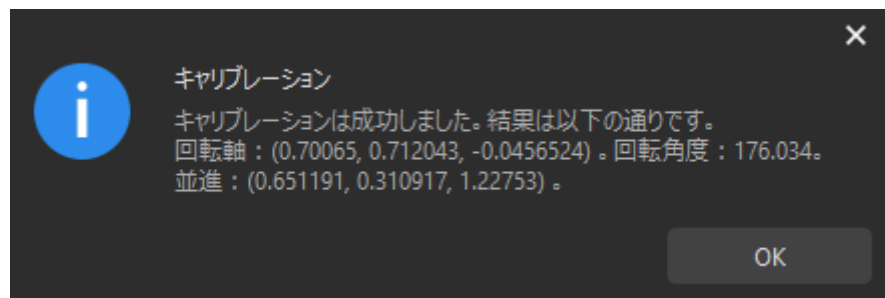 キャリブレーション
キャリブレーションは成功しました。結果は以下の通りです。
回転軸：(0.70065, 0.712043, -0.0456524) 。回転角度：176.034。
並進：(0.651191, 0.310917, 1.22753) 。
OK